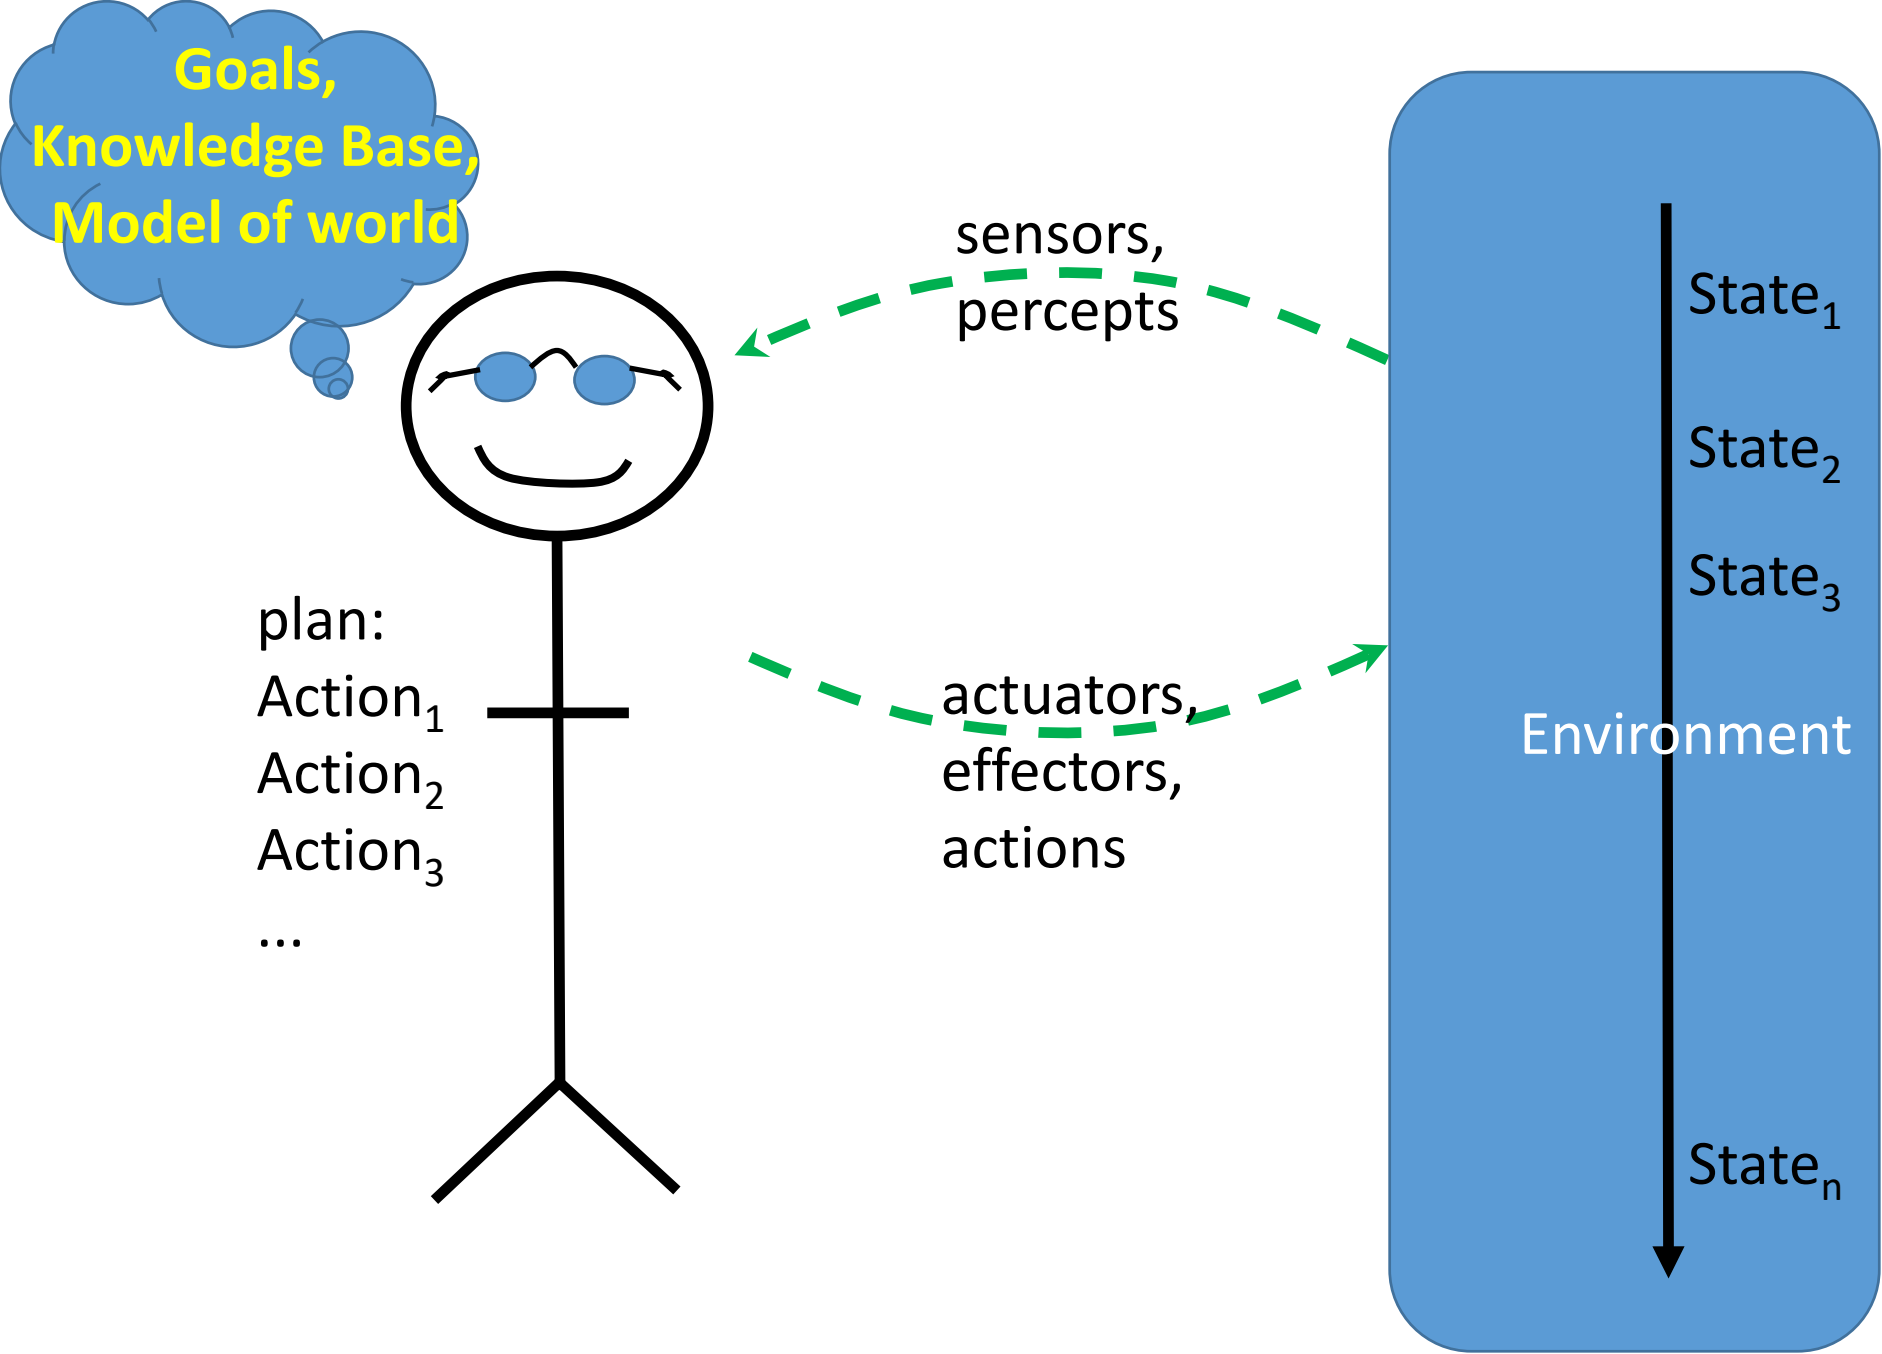 Goals,
Knowledge Base,
Model of world
sensors,
percepts
plan:
Action₁
Action₂
Action₃
...
actuators,
effectors,
actions
State₁
State₂
State₃
Environment
Stateₙ